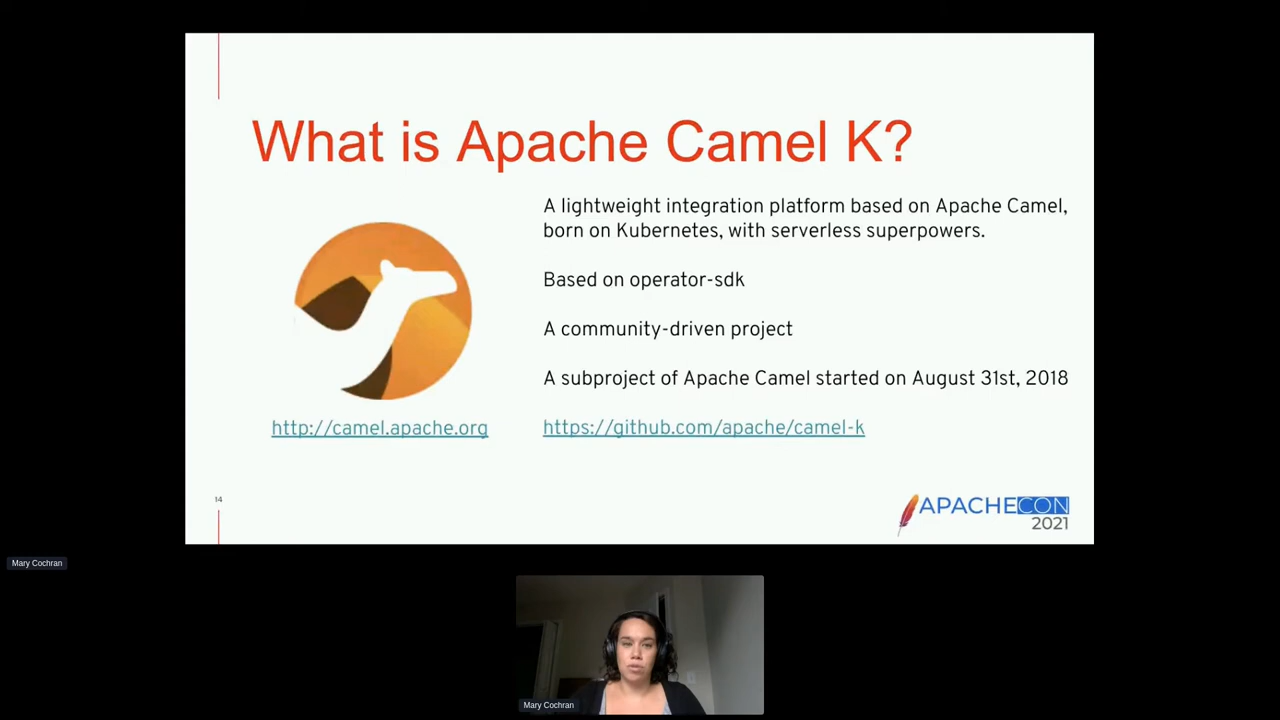 What is Apache Camel K?
A lightweight integration platform based on Apache Camel,
born on Kubernetes, with serverless superpowers.
Based on operator-sdk
A community-driven project
A subproject of Apache Camel started on August 31st, 2018
http://camel.apache.org
https://github.com/apache/camel-k
14
APACHECON
2021
Mary Cochran
Mary Cochran